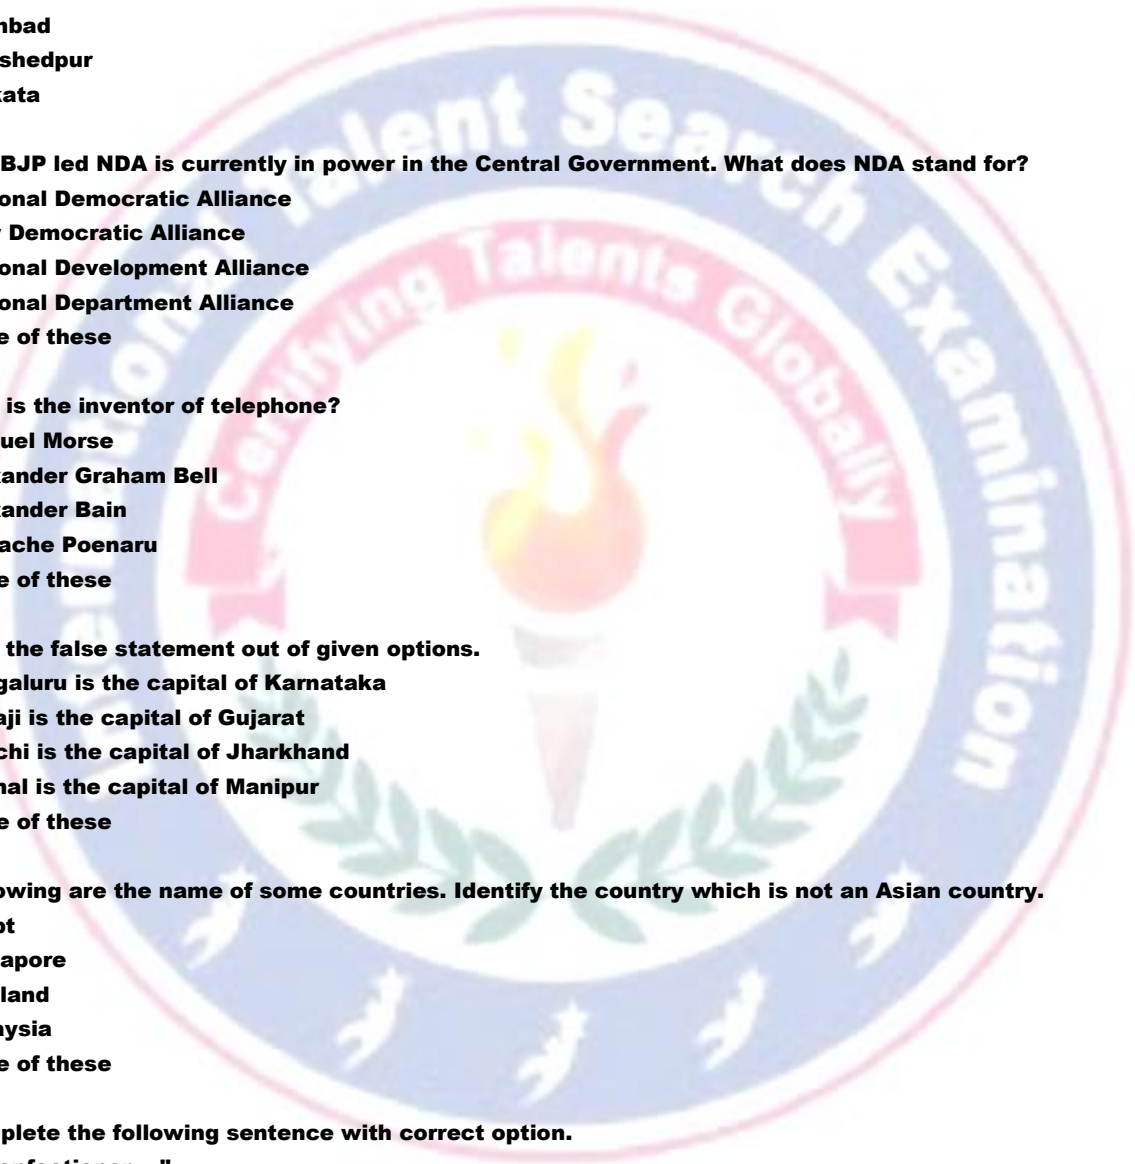 nbad
shedpur
kata
BJP led NDA is currently in power in the Central Government. What does NDA stand for?
onal Democratic Alliance
Democratic Alliance
onal Development Alliance
onal Department Alliance
e of these
is the inventor of telephone?
uel Morse
ander Graham Bell
ander Bain
ache Poenaru
e of these
the false statement out of given options.
galuru is the capital of Karnataka
aji is the capital of Gujarat
chi is the capital of Jharkhand
hal is the capital of Manipur
e of these
owing are the name of some countries. Identify the country which is not an Asian country.
pt
apore
land
aysia
e of these
plete the following sentence with correct option.
International Talent Search Examination
Certifying Talents Globally